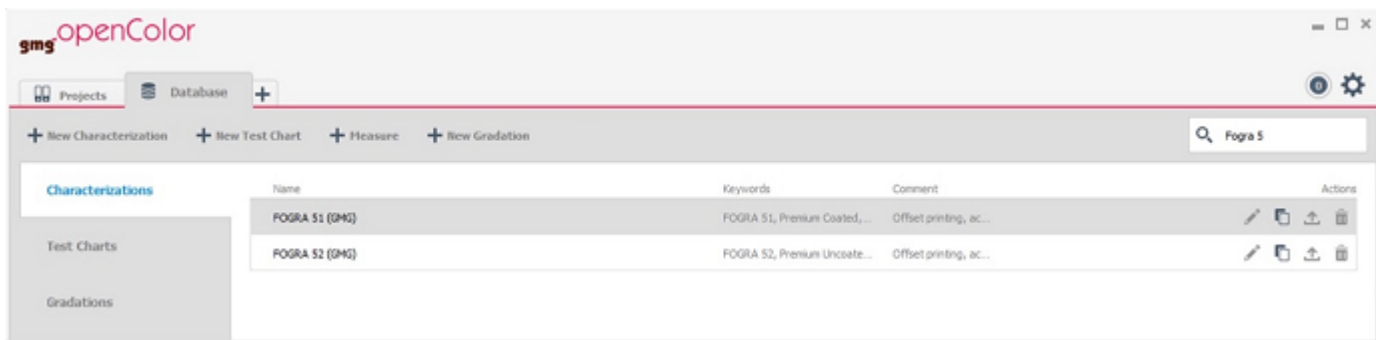 gmg openColor
Projects Database
0
New Characterization New Test Chart Measure New Gradation Fogra 5
Characterizations Name Keywords Comment Actions
FOGRA 51 (GMG) FOGRA 51, Premium Coated,... Offset printing, ac...
Test Charts
FOGRA 52 (GMG) FOGRA 52, Premium Uncoate... Offset printing, ac...
Gradations